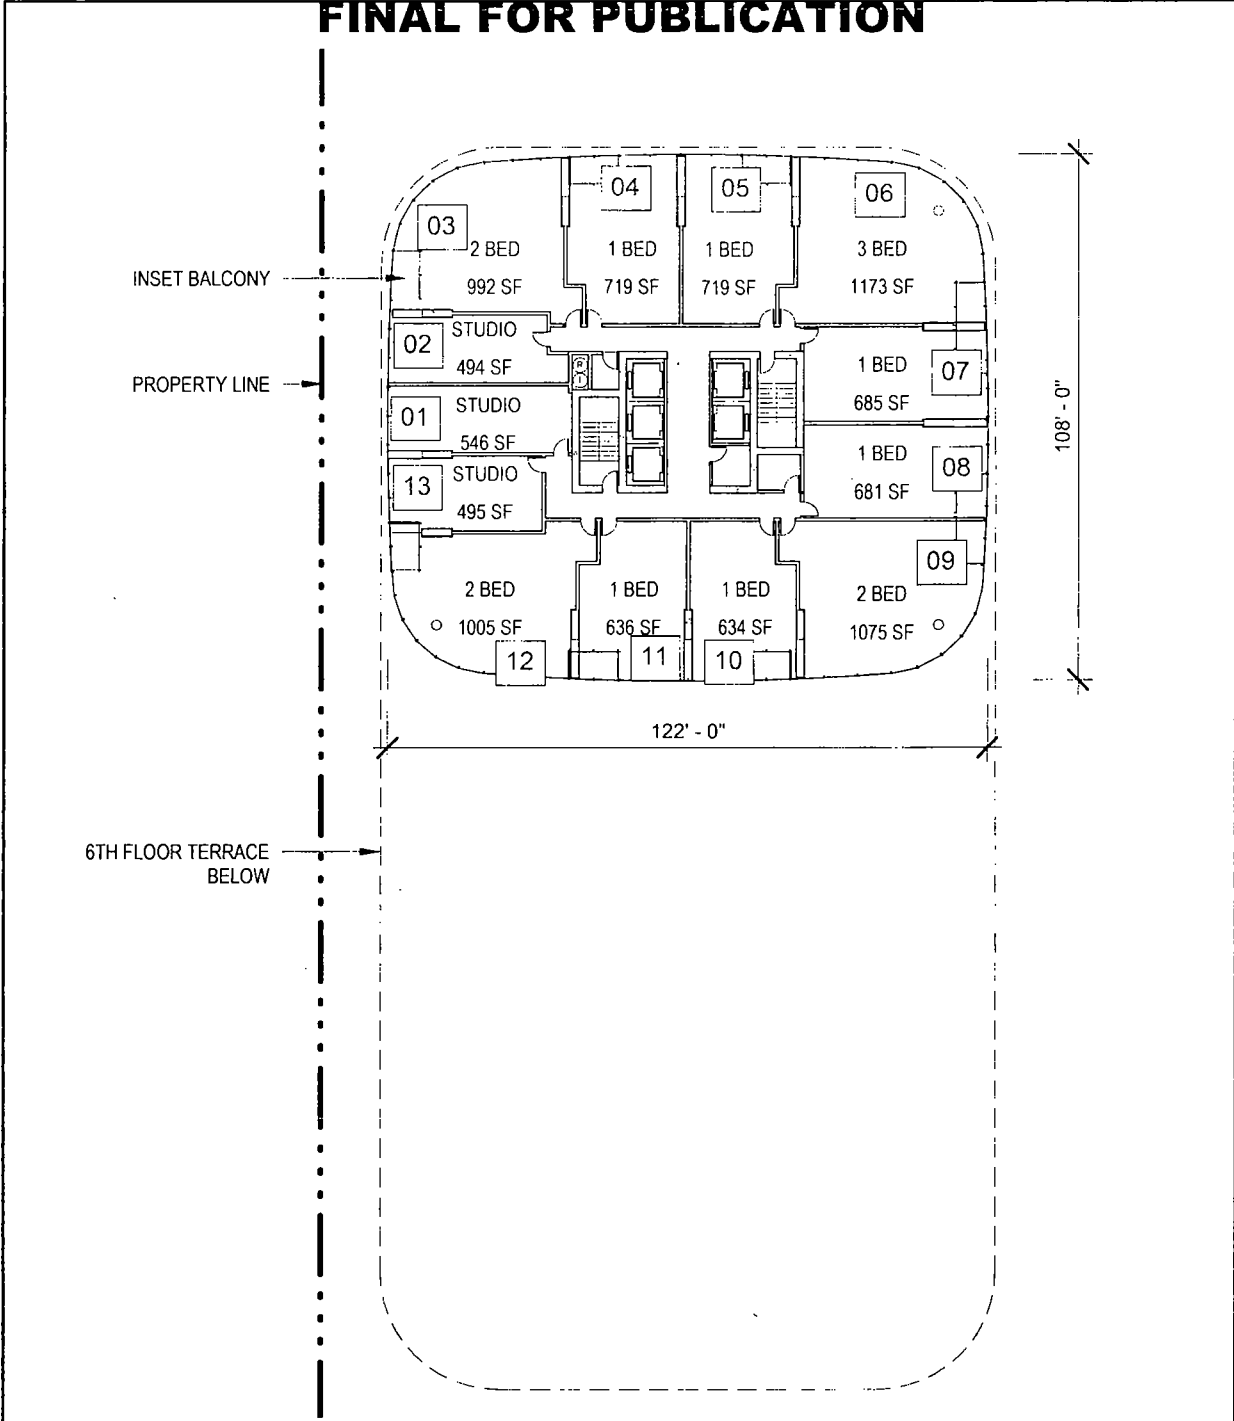 FINAL FOR PUBLICATION
04
05
06
03
2 BED
992 SF
1 BED
719 SF
1 BED
719 SF
3 BED
1173 SF
INSET BALCONY
02
STUDIO
494 SF
1 BED
685 SF
07
PROPERTY LINE
01
STUDIO
546 SF
108' - 0"
1 BED
681 SF
08
13
STUDIO
495 SF
09
2 BED
1005 SF
1 BED
636 SF
1 BED
634 SF
2 BED
1075 SF
12
11
10
122' - 0"
6TH FLOOR TERRACE
BELOW